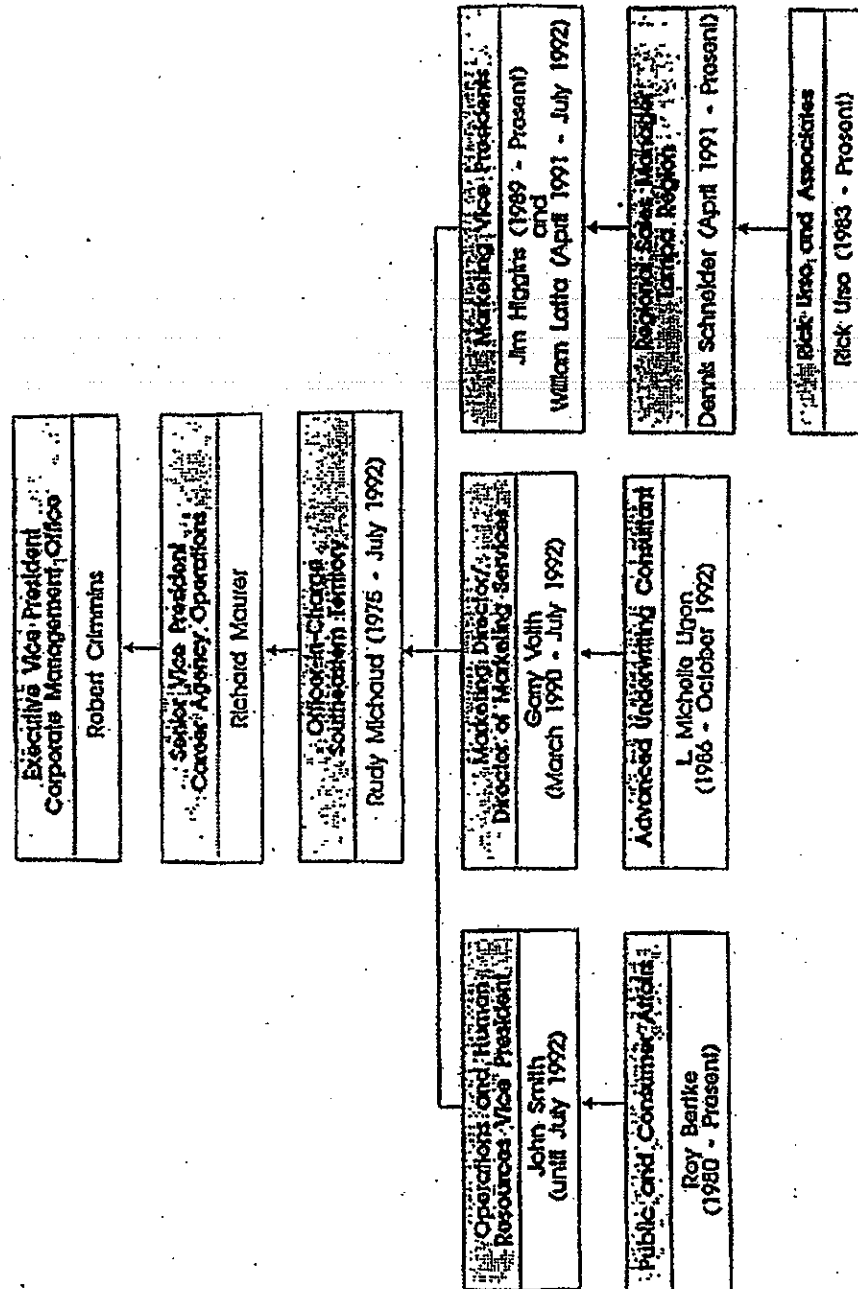 Executive Vice President
Corporate Management Office
Robert Crimmins
Senior Vice President
Career Agency Operations
Richard Maurer
Officer-In-Charge
Southeastern Territory
Rudy Michaud (1975 - July 1992)
Operations and Human
Resources Vice President
John Smith
(until July 1992)
Public and Consumer Affairs
Roy Bertke
(1980 - Present)
Marketing Director/
Director of Marketing Services
Garry Voith
(March 1990 - July 1992)
Advanced Underwriting Consultant
L. Michelle Ligon
(1986 - October 1992)
Marketing Vice Presidents
Jim Higgins (1989 - Present)
and
William Latta (April 1991 - July 1992)
Regional Sales Manager
Tampa Region
Dennis Schneider (April 1991 - Present)
Rick Urso and Associates
Rick Urso (1983 - Present)